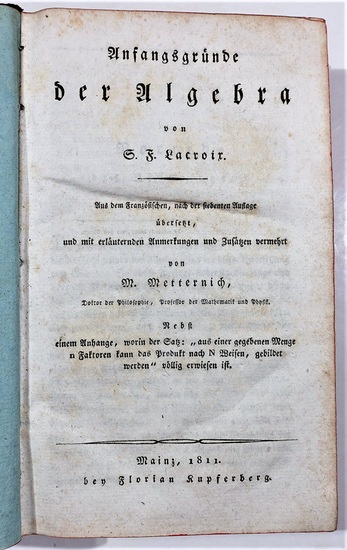 Anfangsgründe
der Algebra
von
S. F. Lacroix.
Aus dem Französischen, nach der siebenten Auflage
übersetzt,
und mit erläuternden Anmerkungen und Zusätzen vermehrt
von
M. Metternich,
Doktor der Philosophie, Professor der Mathematik und Physik.
Nebst
einem Anhange, worin der Satz: „aus einer gegebenen Menge
n Faktoren kann das Produkt nach N Weisen, gebildet
werden“ völlig erwiesen ist.
Mainz, 1811.
bey Florian Kupferberg.